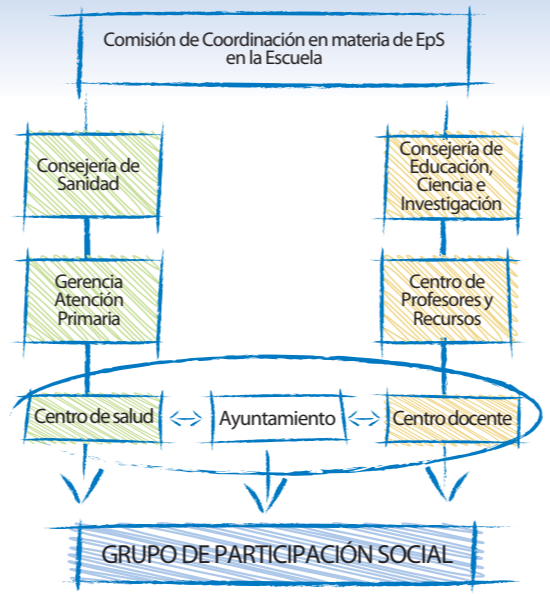 Comisión de Coordinación en materia de EpS
en la Escuela
Consejería de
Sanidad
Consejería de
Educación,
Ciencia e
Investigación
Gerencia
Atención
Primaria
Centro de
Profesores y
Recursos
Centro de salud
Ayuntamiento
Centro docente
GRUPO DE PARTICIPACIÓN SOCIAL